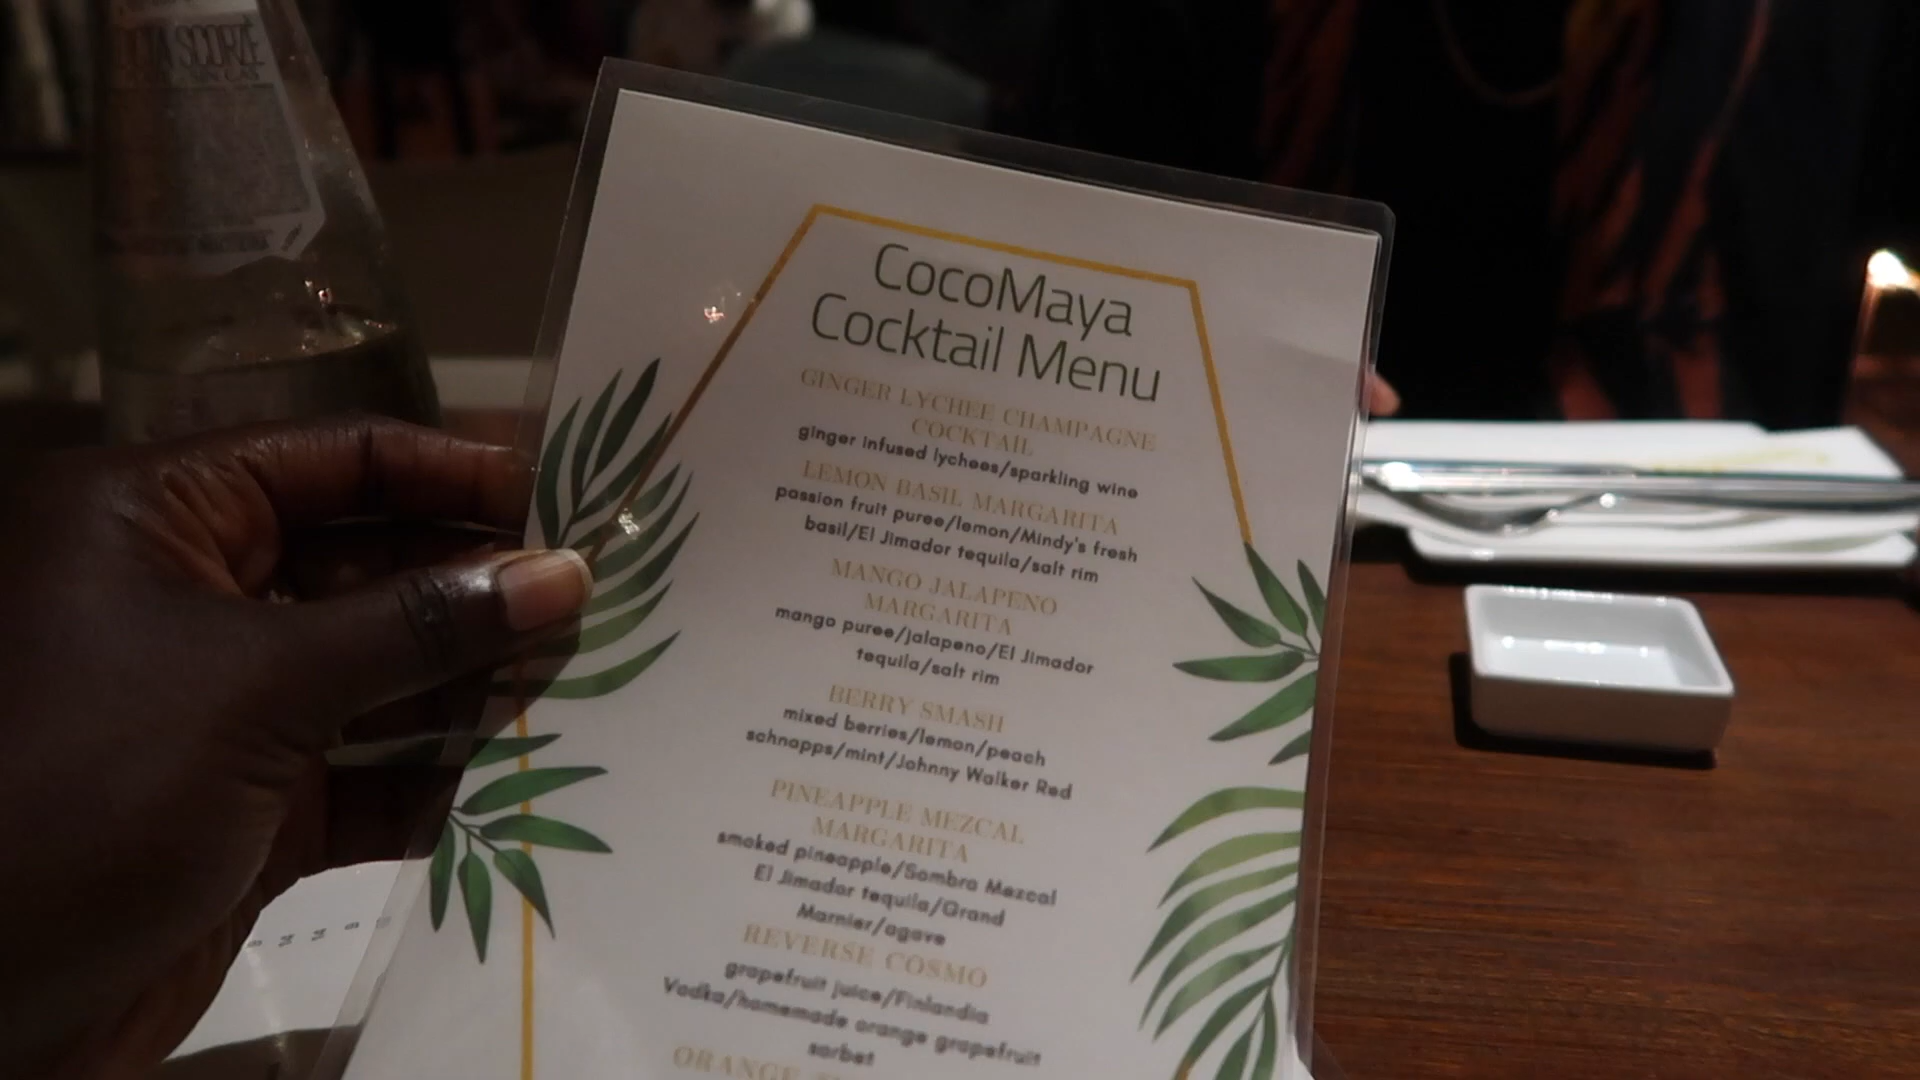 SCORZÈ
CocoMaya
Cocktail Menu
GINGER LYCHEE CHAMPAGNE
COCKTAIL
ginger infused lychees/sparkling wine
LEMON BASIL MARGARITA
passion fruit puree/lemon/Mindy's fresh
basil/El Jimador tequila/salt rim
MANGO JALAPENO
MARGARITA
mango puree/jalapeno/El Jimador
tequila/salt rim
BERRY SMASH
mixed berries/lemon/peach
schnapps/mint/Johnny Walker Red
PINEAPPLE MEZCAL
MARGARITA
smoked pineapple/Sombra Mezcal
El Jimador tequila/Grand
Marnier/agave
REVERSE COSMO
grapefruit juice/Finlandia
Vodka/homemade orange grapefruit
sorbet
ORANGE